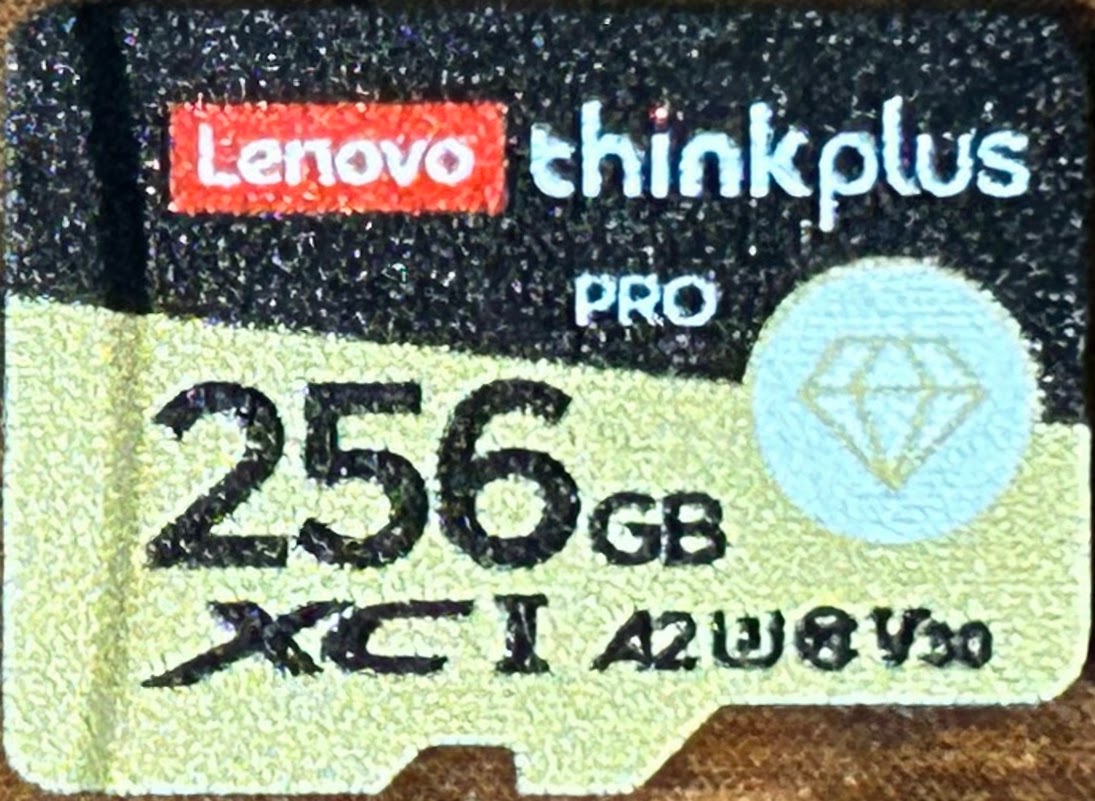 Lenovo thinkplus
PRO
256GB
XC I A2 U3 V30